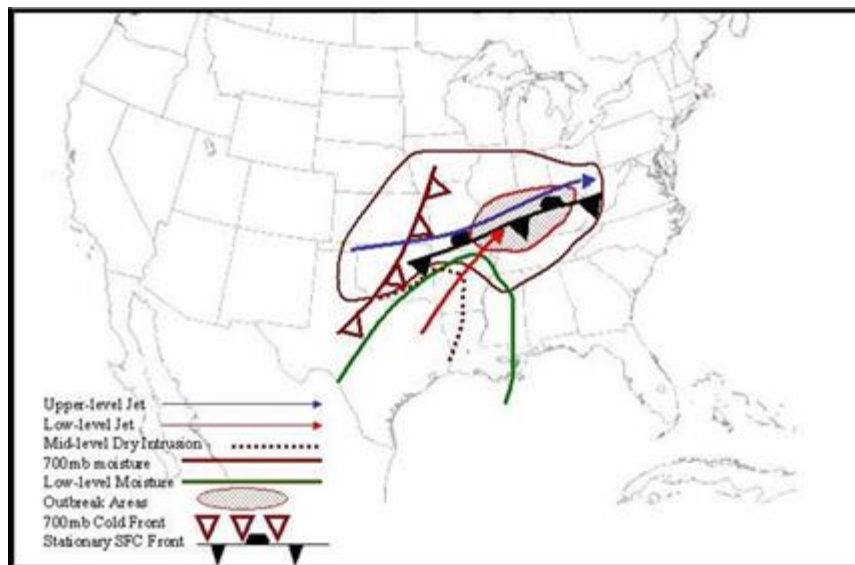 Upper-level Jet
Low-level Jet
Mid-level Dry Intrusion
700mb moisture
Low-level Moisture
Outbreak Areas
700mb Cold Front
Stationary SFC Front